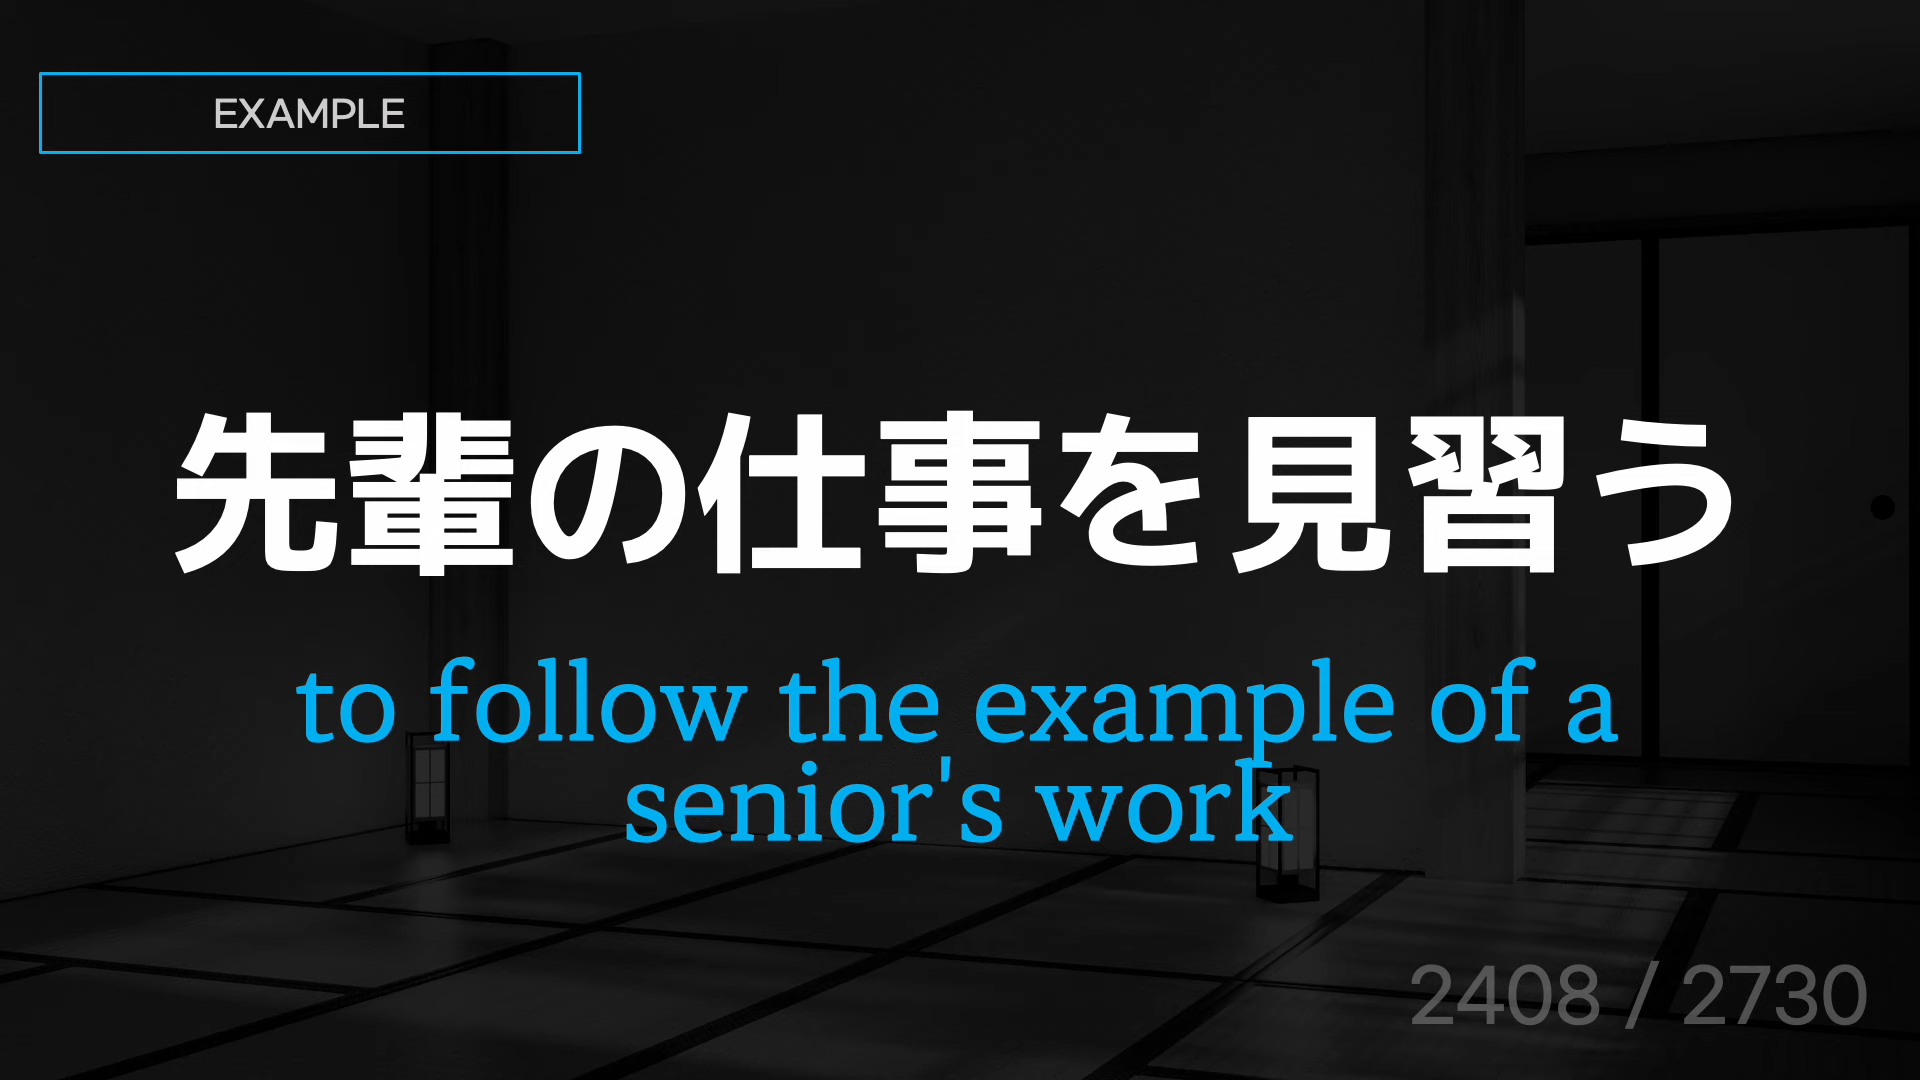 EXAMPLE
先輩の仕事を見習う
to follow the example of a
senior's work
2408 / 2730